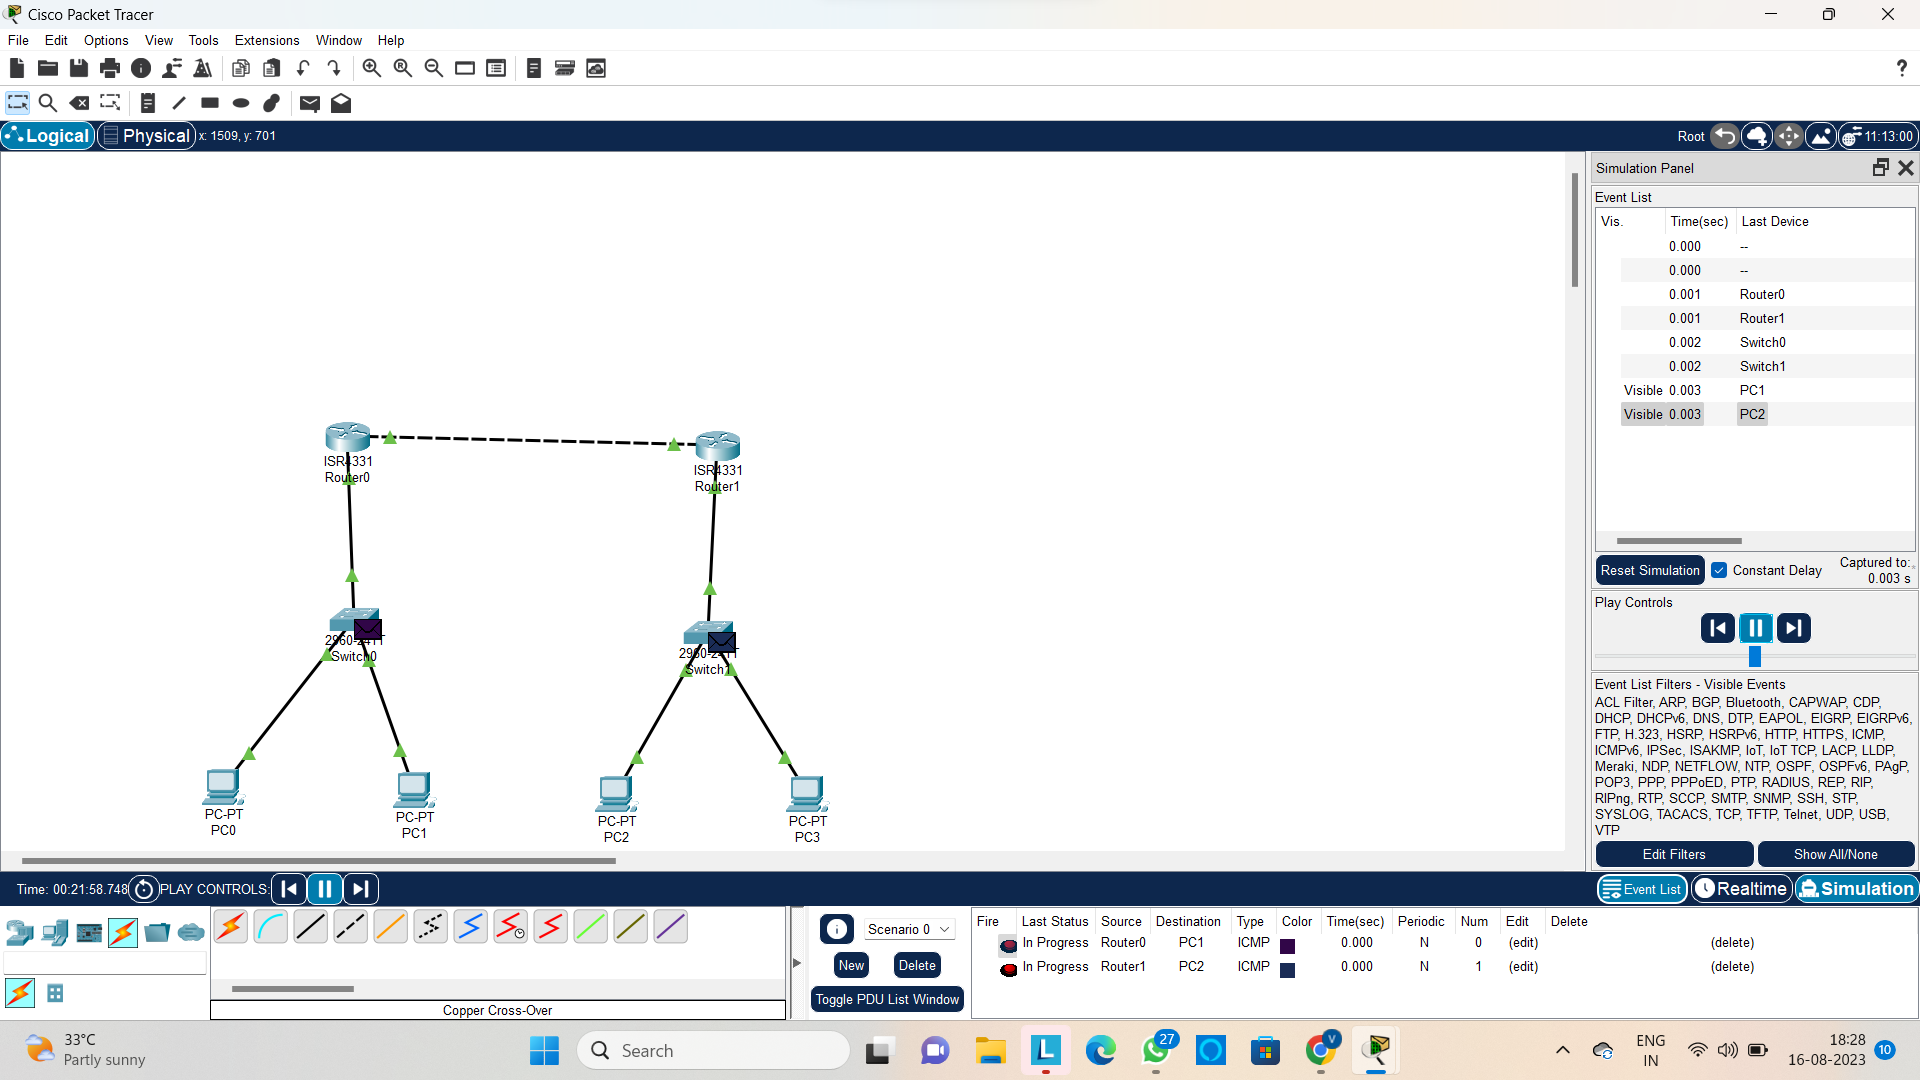 Cisco Packet Tracer
File Edit Options View Tools Extensions Window Help
?
Logical Physical x: 1509, y: 701 Root 11:13:00
Simulation Panel
Event List
Vis. Time(sec) Last Device
0.000 --
0.000 --
0.001 Router0
0.001 Router1
0.002 Switch0
0.002 Switch1
Visible 0.003 PC1
Visible 0.003 PC2
Reset Simulation Constant Delay Captured to:
0.003 s
Play Controls
Event List Filters - Visible Events
ACL Filter, ARP, BGP, Bluetooth, CAPWAP, CDP,
DHCP, DHCPv6, DNS, DTP, EAPOL, EIGRP, EIGRPv6,
FTP, H.323, HSRP, HSRPv6, HTTP, HTTPS, ICMP,
ICMPv6, IPSec, ISAKMP, IoT, IoT TCP, LACP, LLDP,
Meraki, NDP, NETFLOW, NTP, OSPF, OSPFv6, PAgP,
POP3, PPP, PPPoED, PTP, RADIUS, REP, RIP,
RIPng, RTP, SCCP, SMTP, SNMP, SSH, STP,
SYSLOG, TACACS, TCP, TFTP, Telnet, UDP, USB,
VTP
Edit Filters Show All/None
ISR4331
Router0
ISR4331
Router1
2960-24TT
Switch0
2960-24TT
Switch1
PC-PT
PC0
PC-PT
PC1
PC-PT
PC2
PC-PT
PC3
Time: 00:21:58.748 PLAY CONTROLS: Event List Realtime Simulation
Copper Cross-Over
Scenario 0
New Delete
Toggle PDU List Window
Fire Last Status Source Destination Type Color Time(sec) Periodic Num Edit Delete
In Progress Router0 PC1 ICMP 0.000 N 0 (edit) (delete)
In Progress Router1 PC2 ICMP 0.000 N 1 (edit) (delete)
33°C
Partly sunny
Search
L
27
V
ENG
IN
18:28
16-08-2023
10